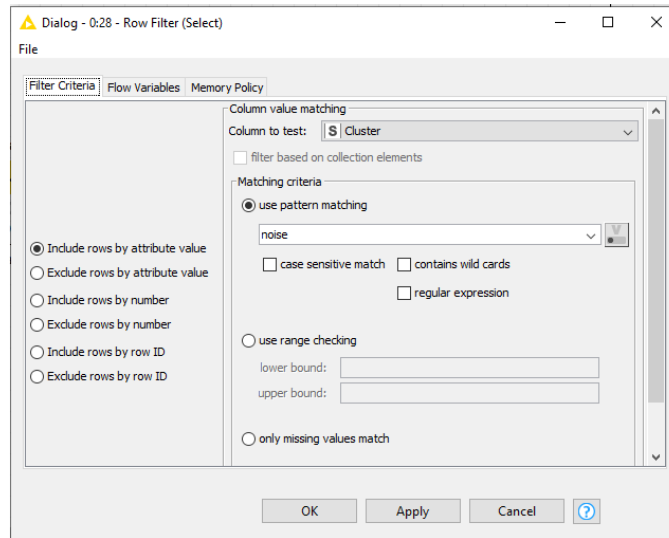 Dialog - 0:28 - Row Filter (Select)
File
Filter Criteria Flow Variables Memory Policy
Column value matching
Column to test: S Cluster
filter based on collection elements
Matching criteria
use pattern matching
noise
V
case sensitive match contains wild cards
regular expression
use range checking
lower bound:
upper bound:
only missing values match
Include rows by attribute value
Exclude rows by attribute value
Include rows by number
Exclude rows by number
Include rows by row ID
Exclude rows by row ID
OK Apply Cancel ?